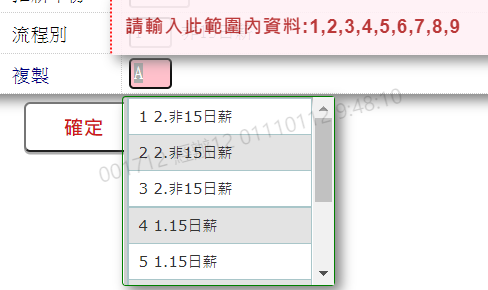 請輸入此範圍內資料:1,2,3,4,5,6,7,8,9
流程別
複製
A
確定
1 2.非15日薪
2 2.非15日薪
3 2.非15日薪
4 1.15日薪
5 1.15日薪